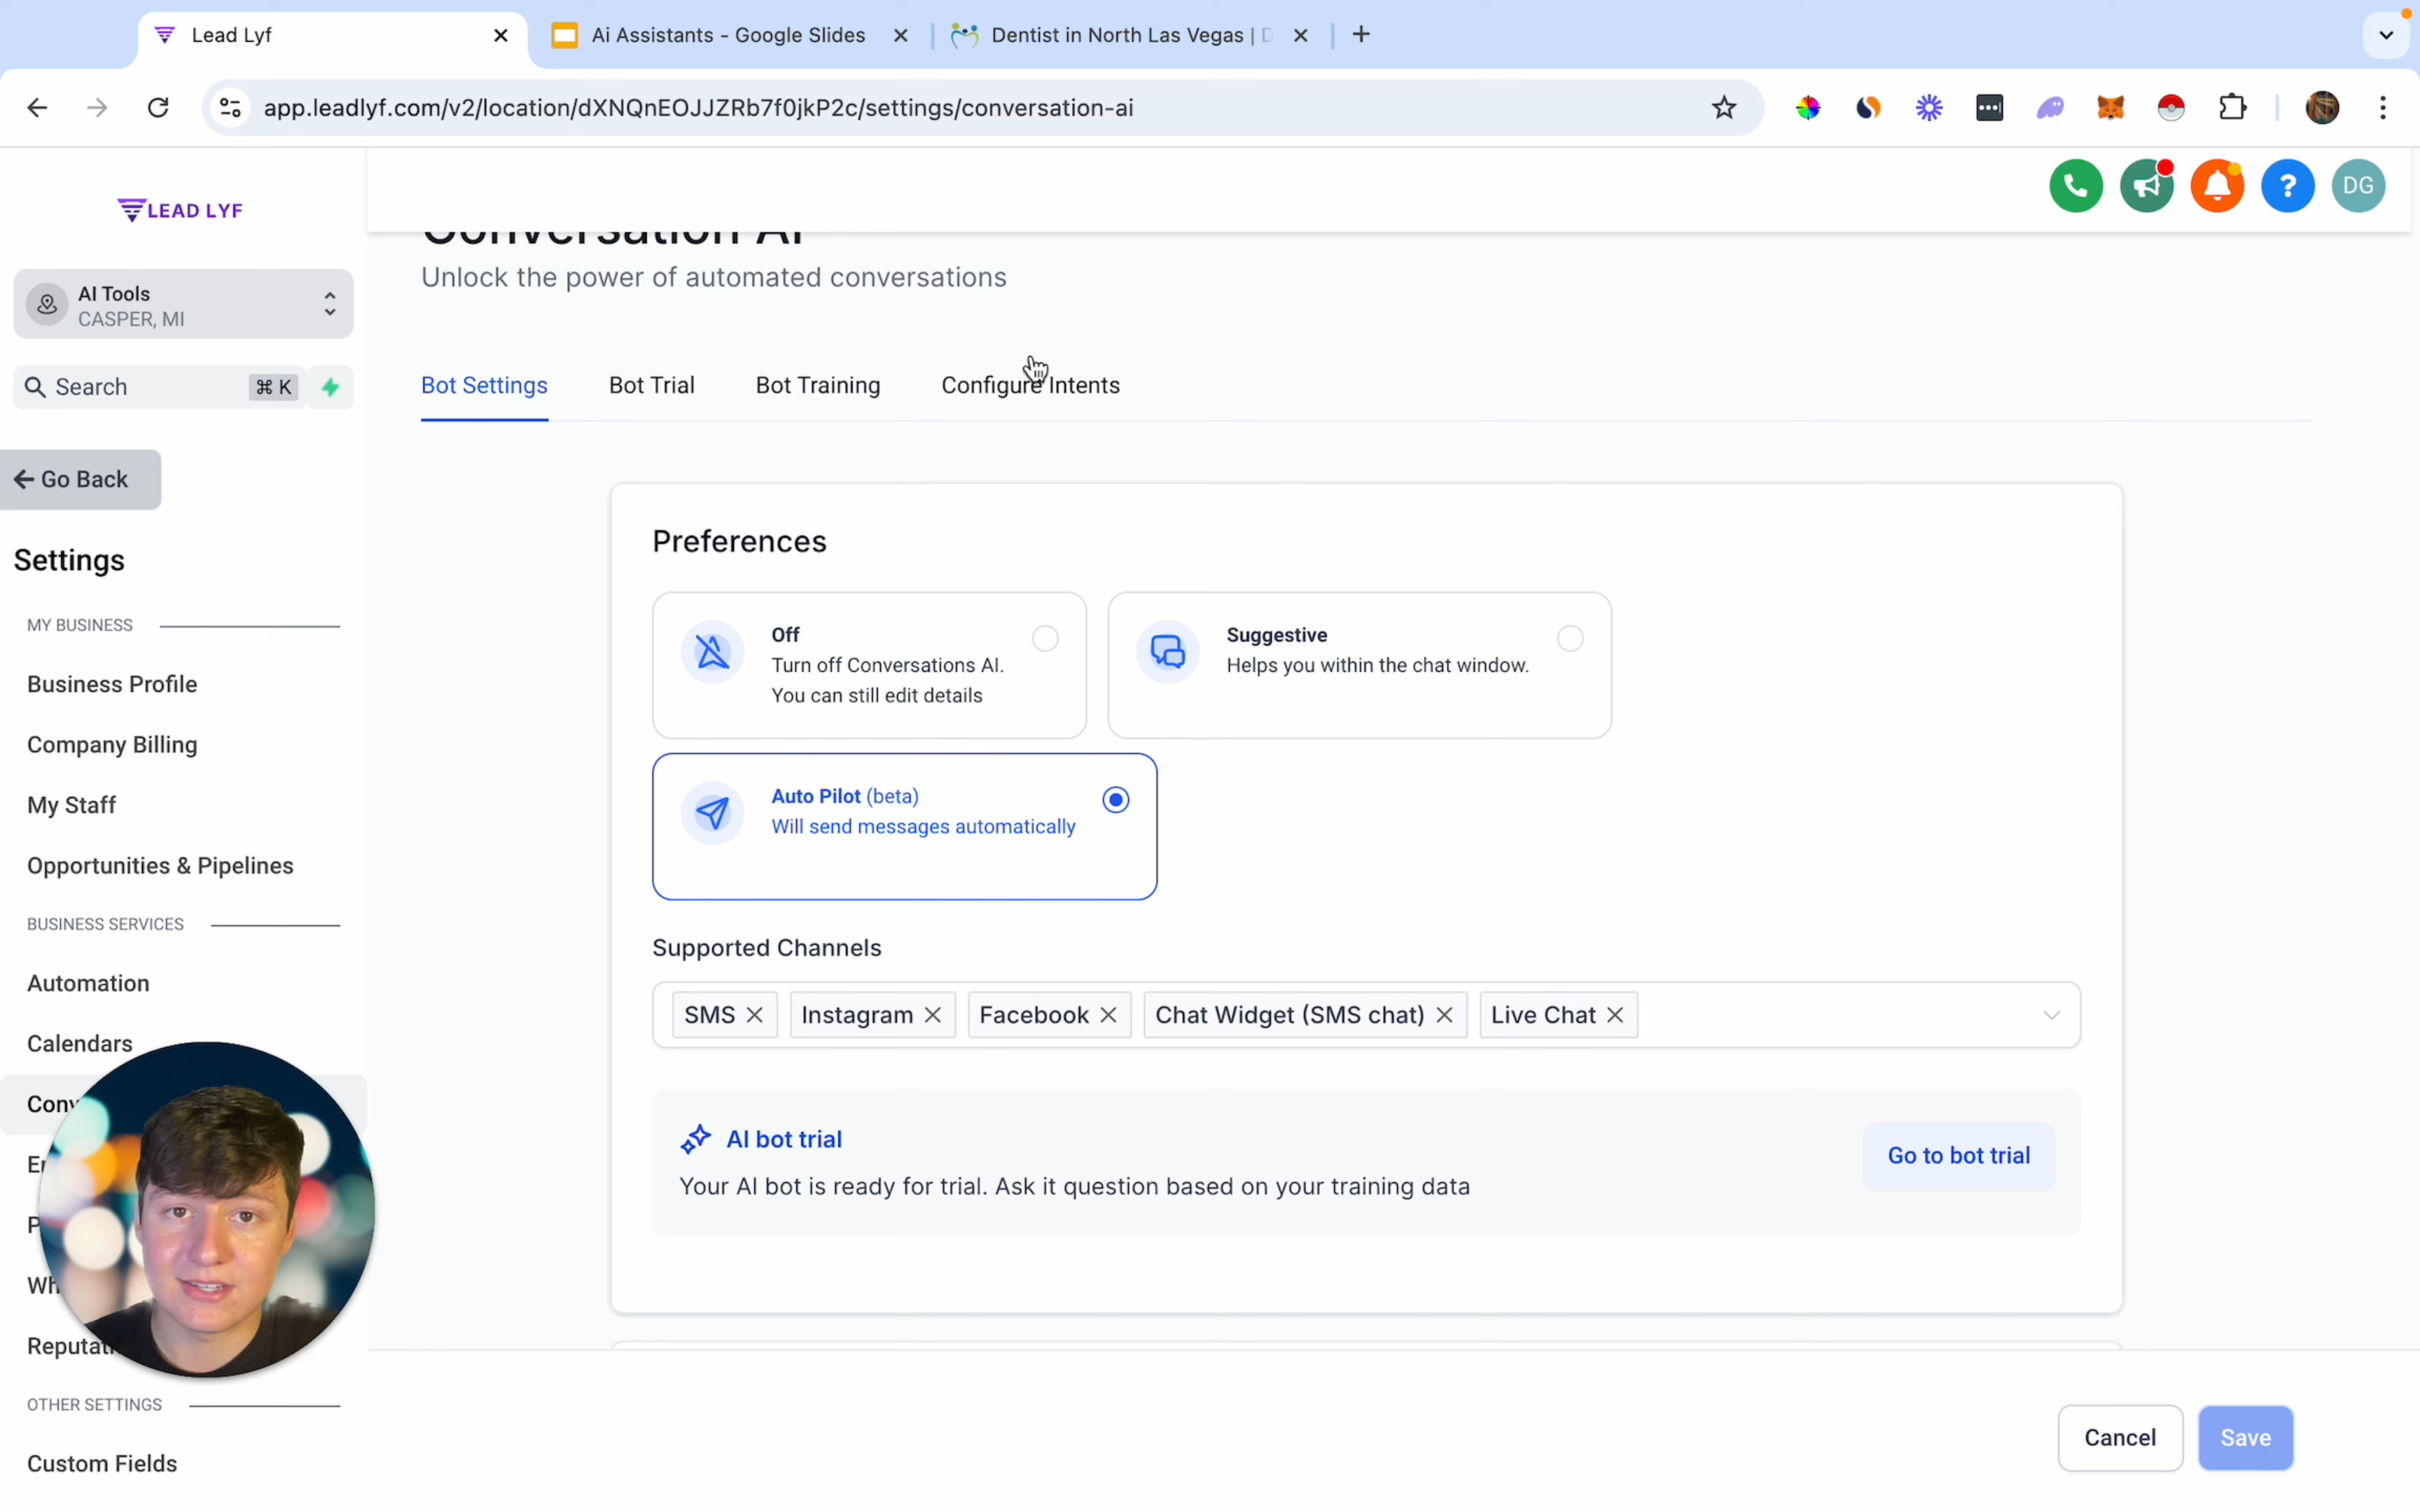 Lead Lyf
Ai Assistants - Google Slides
Dentist in North Las Vegas |
app.leadlyf.com/v2/location/dXNQnEOJJZRb7f0jkP2c/settings/conversation-ai
LEAD LYF
DG
AI Tools
CASPER, MI
Search
⌘ K
Go Back
Settings
MY BUSINESS
Business Profile
Company Billing
My Staff
Opportunities & Pipelines
BUSINESS SERVICES
Automation
Calendars
OTHER SETTINGS
Custom Fields
Conversation AI
Unlock the power of automated conversations
Bot Settings
Bot Trial
Bot Training
Configure Intents
Preferences
Off
Turn off Conversations AI.
You can still edit details
Suggestive
Helps you within the chat window.
Auto Pilot (beta)
Will send messages automatically
Supported Channels
SMS
Instagram
Facebook
Chat Widget (SMS chat)
Live Chat
AI bot trial
Your AI bot is ready for trial. Ask it question based on your training data
Go to bot trial
Cancel
Save